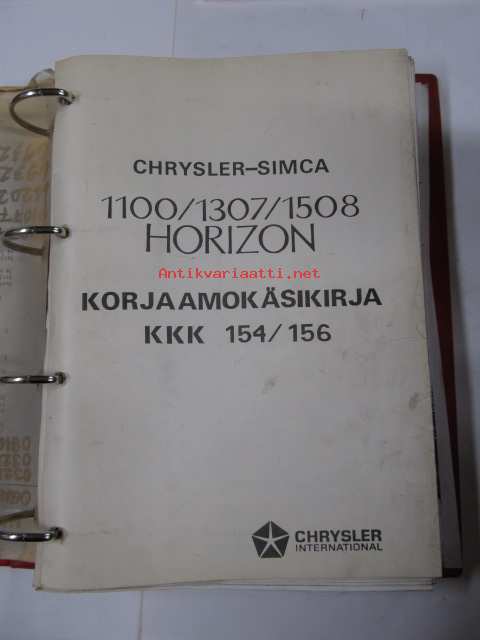 CHRYSLER–SIMCA
1100/1307/1508
HORIZON
Antikvariaatti.net
KORJAAMOKÄSIKIRJA
KKK 154/156
CHRYSLER
INTERNATIONAL